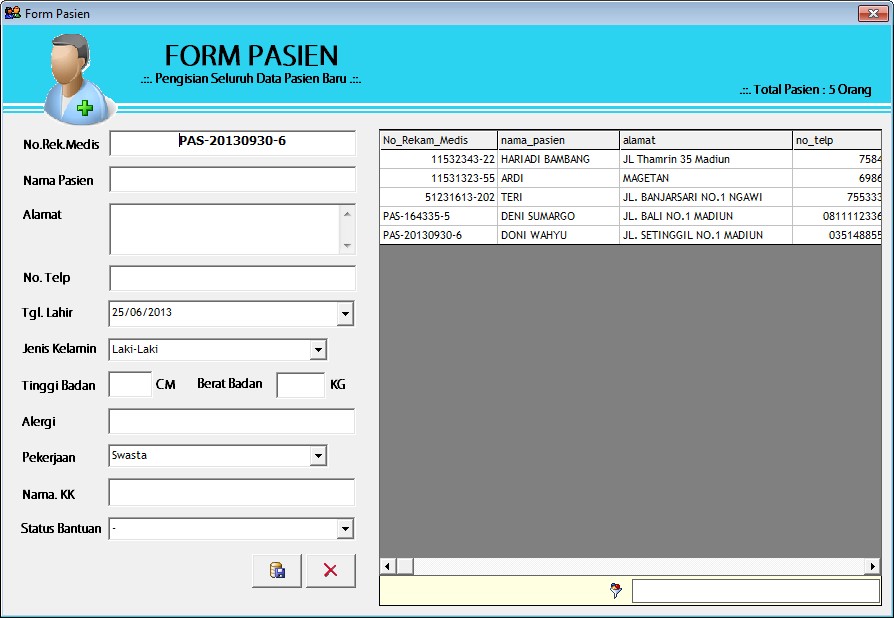 Form Pasien
FORM PASIEN
.::. Pengisian Seluruh Data Pasien Baru .::.
.::. Total Pasien : 5 Orang
No.Rek.Medis PAS-20130930-6
Nama Pasien
Alamat
No. Telp
Tgl. Lahir 25/06/2013
Jenis Kelamin Laki-Laki
Tinggi Badan CM Berat Badan KG
Alergi
Pekerjaan Swasta
Nama. KK
Status Bantuan -
No_Rekam_Medis nama_pasien alamat no_telp
11532343-22 HARIADI BAMBANG JL Thamrin 35 Madiun 7584
11531323-55 ARDI MAGETAN 6986
51231613-202 TERI JL. BANJARSARI NO.1 NGAWI 755333
PAS-164335-5 DENI SUMARGO JL. BALI NO.1 MADIUN 0811112336
PAS-20130930-6 DONI WAHYU JL. SETINGGIL NO.1 MADIUN 035148855